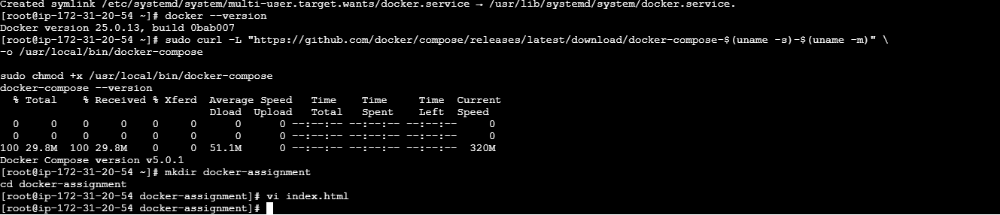 Created symlink /etc/systemd/system/multi-user.target.wants/docker.service → /usr/lib/systemd/system/docker.service.
[root@ip-172-31-20-54 ~]# docker --version
Docker version 25.0.13, build 0bab007
[root@ip-172-31-20-54 ~]# sudo curl -L "https://github.com/docker/compose/releases/latest/download/docker-compose-$(uname -s)-$(uname -m)" \
-o /usr/local/bin/docker-compose
sudo chmod +x /usr/local/bin/docker-compose
docker-compose --version
% Total % Received % Xferd Average Speed Time Time Time Current
Dload Upload Total Spent Left Speed
0 0 0 0 0 0 0 0 --:--:-- --:--:-- --:--:-- 0
0 0 0 0 0 0 0 0 --:--:-- --:--:-- --:--:-- 0
100 29.8M 100 29.8M 0 0 51.1M 0 --:--:-- --:--:-- --:--:-- 320M
Docker Compose version v5.0.1
[root@ip-172-31-20-54 ~]# mkdir docker-assignment
cd docker-assignment
[root@ip-172-31-20-54 docker-assignment]# vi index.html
[root@ip-172-31-20-54 docker-assignment]#